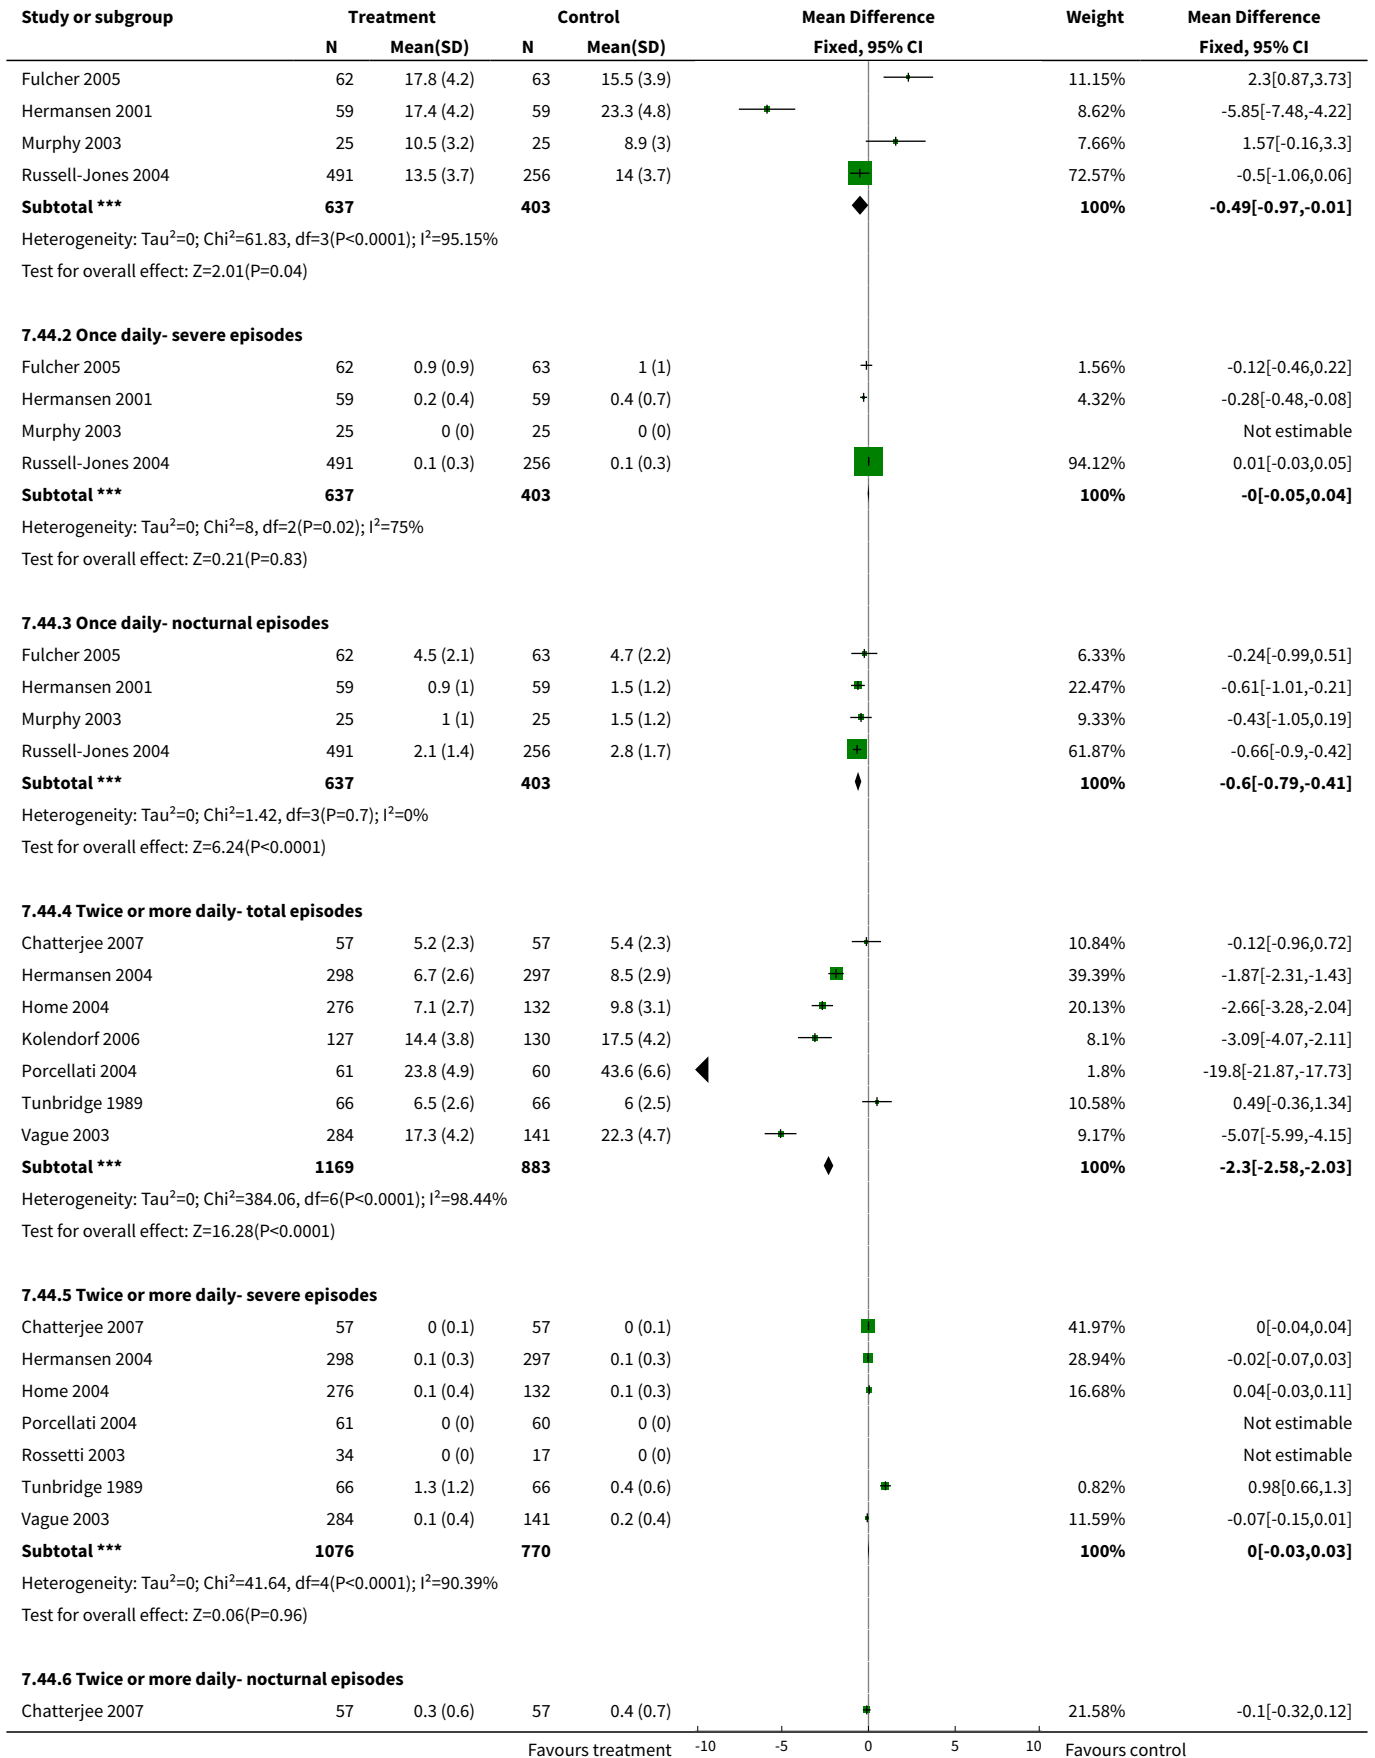 Study or subgroup Treatment Control Mean Difference Weight Mean Difference
N Mean(SD) N Mean(SD) Fixed, 95% CI Fixed, 95% CI
Fulcher 2005 62 17.8 (4.2) 63 15.5 (3.9) 11.15% 2.3[0.87,3.73]
Hermansen 2001 59 17.4 (4.2) 59 23.3 (4.8) 8.62% -5.85[-7.48,-4.22]
Murphy 2003 25 10.5 (3.2) 25 8.9 (3) 7.66% 1.57[-0.16,3.3]
Russell-Jones 2004 491 13.5 (3.7) 256 14 (3.7) 72.57% -0.5[-1.06,0.06]
Subtotal *** 637 403 100% -0.49[-0.97,-0.01]
Heterogeneity: Tau²=0; Chi²=61.83, df=3(P<0.0001); I²=95.15%
Test for overall effect: Z=2.01(P=0.04)
7.44.2 Once daily- severe episodes
Fulcher 2005 62 0.9 (0.9) 63 1 (1) 1.56% -0.12[-0.46,0.22]
Hermansen 2001 59 0.2 (0.4) 59 0.4 (0.7) 4.32% -0.28[-0.48,-0.08]
Murphy 2003 25 0 (0) 25 0 (0) Not estimable
Russell-Jones 2004 491 0.1 (0.3) 256 0.1 (0.3) 94.12% 0.01[-0.03,0.05]
Subtotal *** 637 403 100% -0[-0.05,0.04]
Heterogeneity: Tau²=0; Chi²=8, df=2(P=0.02); I²=75%
Test for overall effect: Z=0.21(P=0.83)
7.44.3 Once daily- nocturnal episodes
Fulcher 2005 62 4.5 (2.1) 63 4.7 (2.2) 6.33% -0.24[-0.99,0.51]
Hermansen 2001 59 0.9 (1) 59 1.5 (1.2) 22.47% -0.61[-1.01,-0.21]
Murphy 2003 25 1 (1) 25 1.5 (1.2) 9.33% -0.43[-1.05,0.19]
Russell-Jones 2004 491 2.1 (1.4) 256 2.8 (1.7) 61.87% -0.66[-0.9,-0.42]
Subtotal *** 637 403 100% -0.6[-0.79,-0.41]
Heterogeneity: Tau²=0; Chi²=1.42, df=3(P=0.7); I²=0%
Test for overall effect: Z=6.24(P<0.0001)
7.44.4 Twice or more daily- total episodes
Chatterjee 2007 57 5.2 (2.3) 57 5.4 (2.3) 10.84% -0.12[-0.96,0.72]
Hermansen 2004 298 6.7 (2.6) 297 8.5 (2.9) 39.39% -1.87[-2.31,-1.43]
Home 2004 276 7.1 (2.7) 132 9.8 (3.1) 20.13% -2.66[-3.28,-2.04]
Kolendorf 2006 127 14.4 (3.8) 130 17.5 (4.2) 8.1% -3.09[-4.07,-2.11]
Porcellati 2004 61 23.8 (4.9) 60 43.6 (6.6) 1.8% -19.8[-21.87,-17.73]
Tunbridge 1989 66 6.5 (2.6) 66 6 (2.5) 10.58% 0.49[-0.36,1.34]
Vague 2003 284 17.3 (4.2) 141 22.3 (4.7) 9.17% -5.07[-5.99,-4.15]
Subtotal *** 1169 883 100% -2.3[-2.58,-2.03]
Heterogeneity: Tau²=0; Chi²=384.06, df=6(P<0.0001); I²=98.44%
Test for overall effect: Z=16.28(P<0.0001)
7.44.5 Twice or more daily- severe episodes
Chatterjee 2007 57 0 (0.1) 57 0 (0.1) 41.97% 0[-0.04,0.04]
Hermansen 2004 298 0.1 (0.3) 297 0.1 (0.3) 28.94% -0.02[-0.07,0.03]
Home 2004 276 0.1 (0.4) 132 0.1 (0.3) 16.68% 0.04[-0.03,0.11]
Porcellati 2004 61 0 (0) 60 0 (0) Not estimable
Rossetti 2003 34 0 (0) 17 0 (0) Not estimable
Tunbridge 1989 66 1.3 (1.2) 66 0.4 (0.6) 0.82% 0.98[0.66,1.3]
Vague 2003 284 0.1 (0.4) 141 0.2 (0.4) 11.59% -0.07[-0.15,0.01]
Subtotal *** 1076 770 100% 0[-0.03,0.03]
Heterogeneity: Tau²=0; Chi²=41.64, df=4(P<0.0001); I²=90.39%
Test for overall effect: Z=0.06(P=0.96)
7.44.6 Twice or more daily- nocturnal episodes
Chatterjee 2007 57 0.3 (0.6) 57 0.4 (0.7) 21.58% -0.1[-0.32,0.12]
Favours treatment -10 -5 0 5 10 Favours control